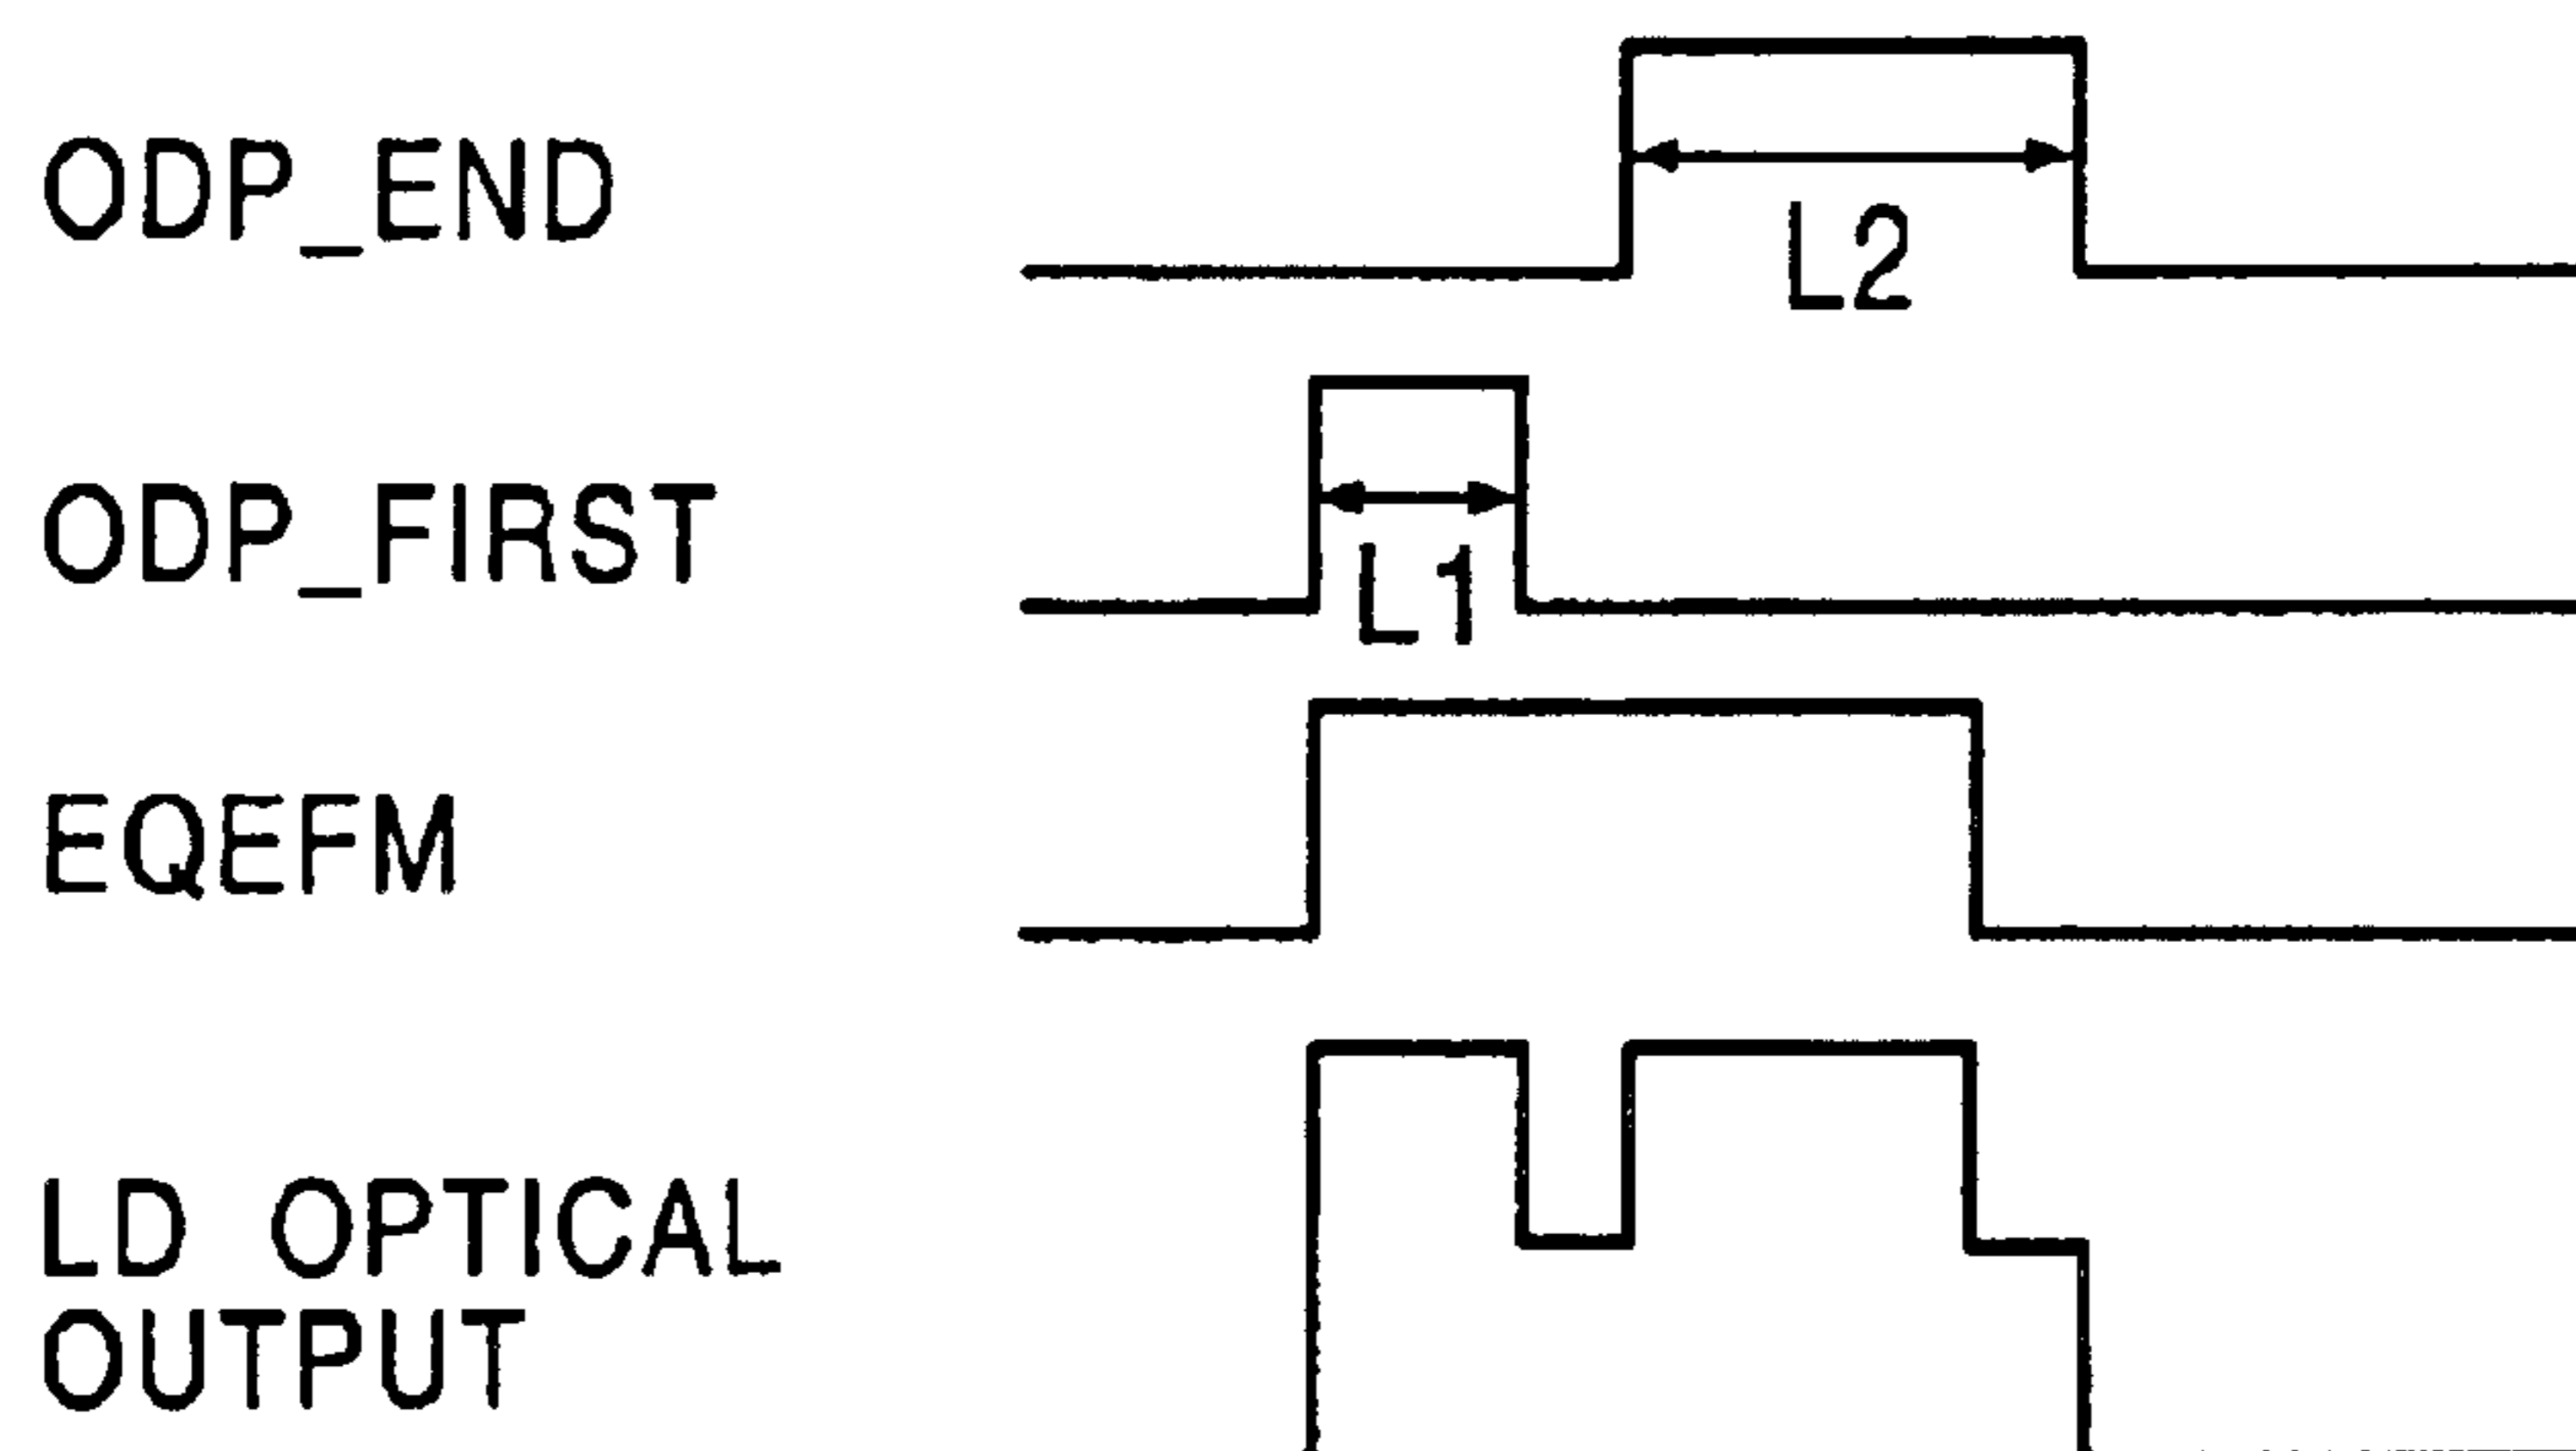 ODP_END
L2
ODP_FIRST
L1
EQEFM
LD OPTICAL
OUTPUT